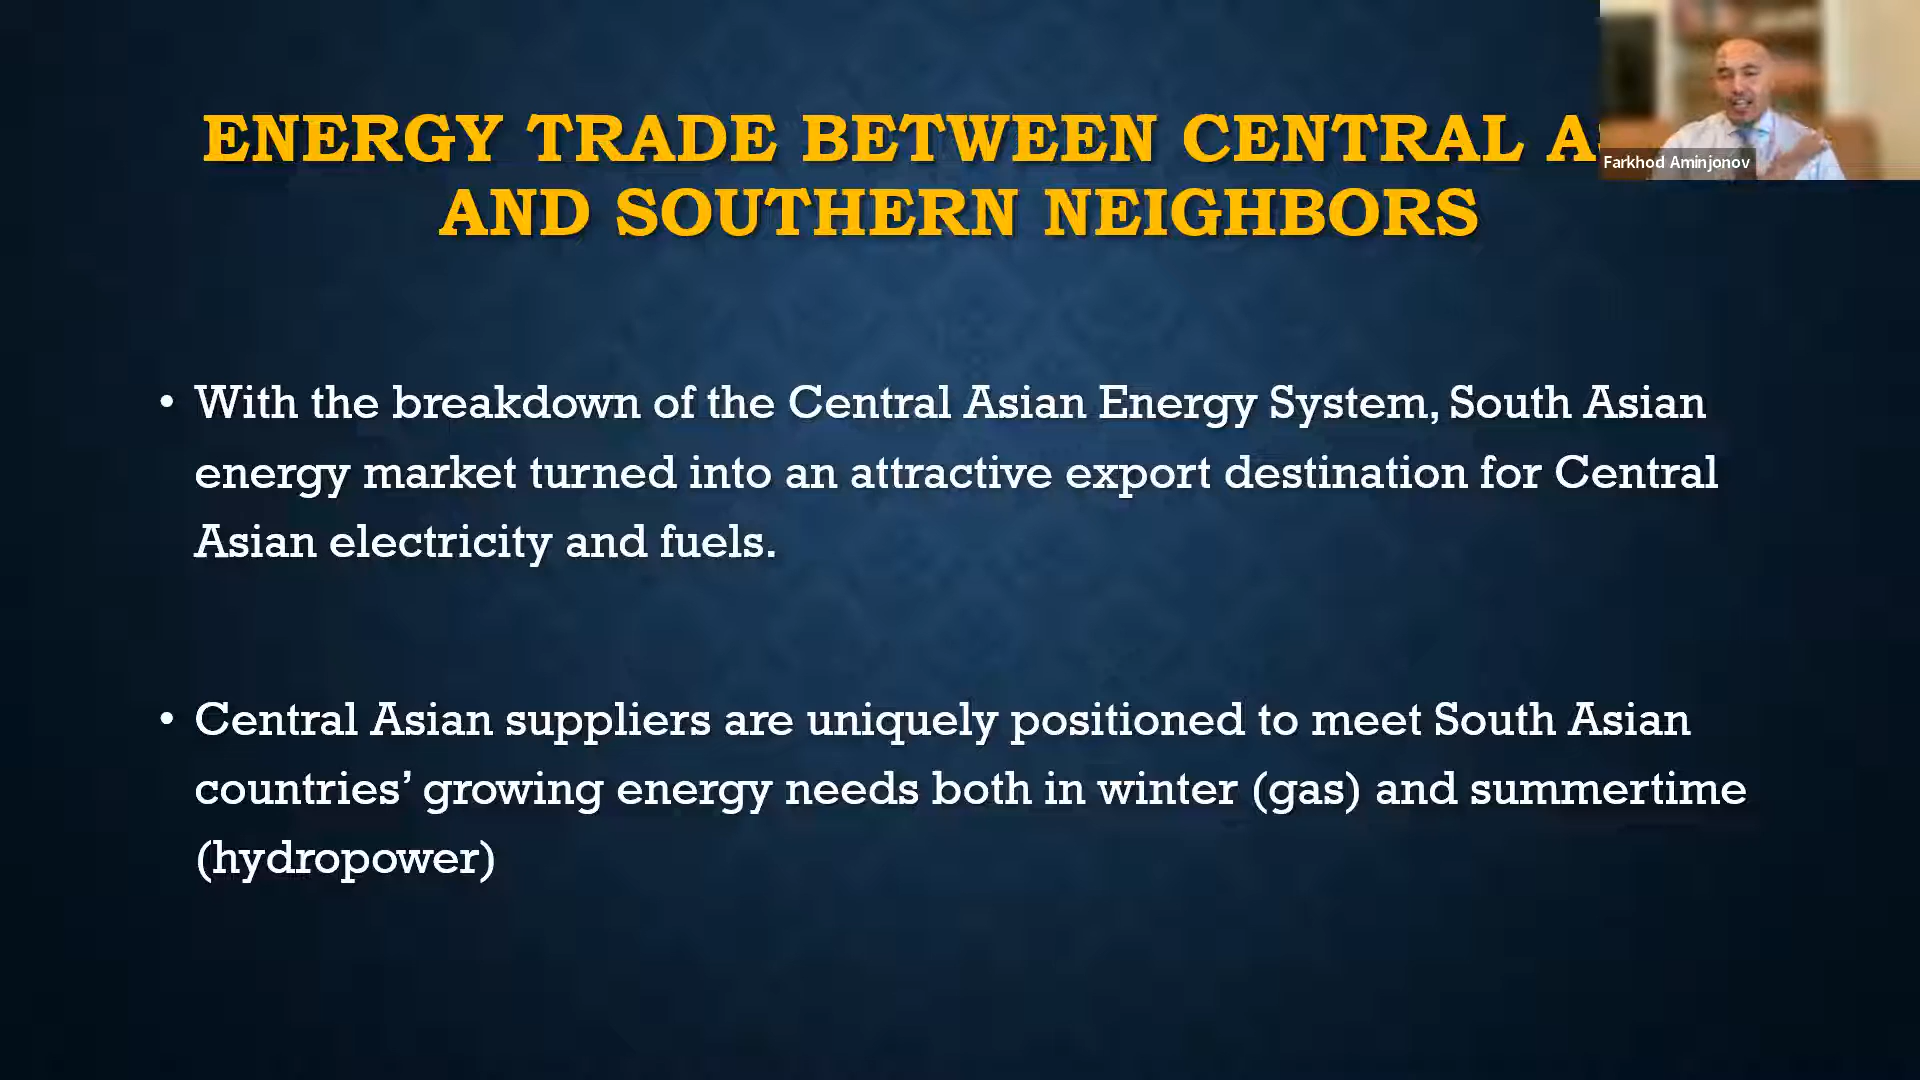 ENERGY TRADE BETWEEN CENTRAL
AND SOUTHERN NEIGHBORS
Farkhod Aminjonov
• With the breakdown of the Central Asian Energy System, South Asian
energy market turned into an attractive export destination for Central
Asian electricity and fuels.
• Central Asian suppliers are uniquely positioned to meet South Asian
countries’ growing energy needs both in winter (gas) and summertime
(hydropower)